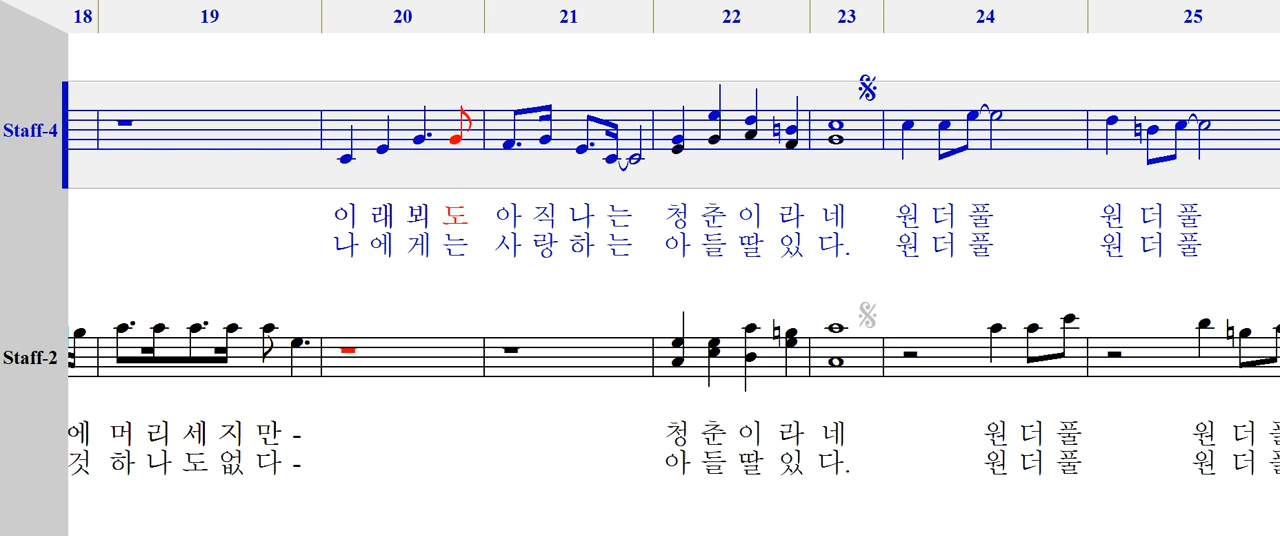 18 19 20 21 22 23 24 25
Staff-4
이 래 뵈 도 아 직 나 는 청 춘 이 라 네 원 더 풀 원 더 풀
나 에 게 는 사 랑 하 는 아 들 딸 있 다. 원 더 풀 원 더 풀
Staff-2
에 머 리 세 지 만 - 청 춘 이 라 네 원 더 풀 원 더
것 하 나 도 없 다 - 아 들 딸 있 다. 원 더 풀 원 더